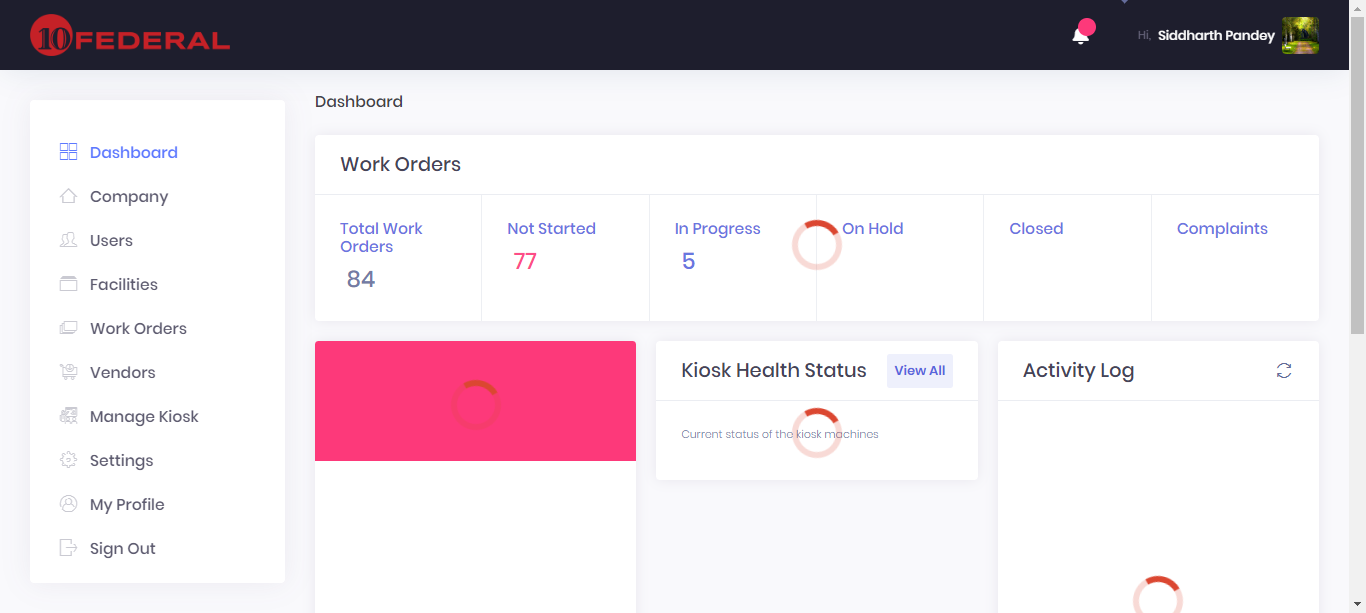 10 FEDERAL
Hi, Siddharth Pandey
Dashboard
Company
Users
Facilities
Work Orders
Vendors
Manage Kiosk
Settings
My Profile
Sign Out
Dashboard
Work Orders
Total Work
Orders
84
Not Started
77
In Progress
5
On Hold
Closed
Complaints
Kiosk Health Status
View All
Current status of the kiosk machines
Activity Log